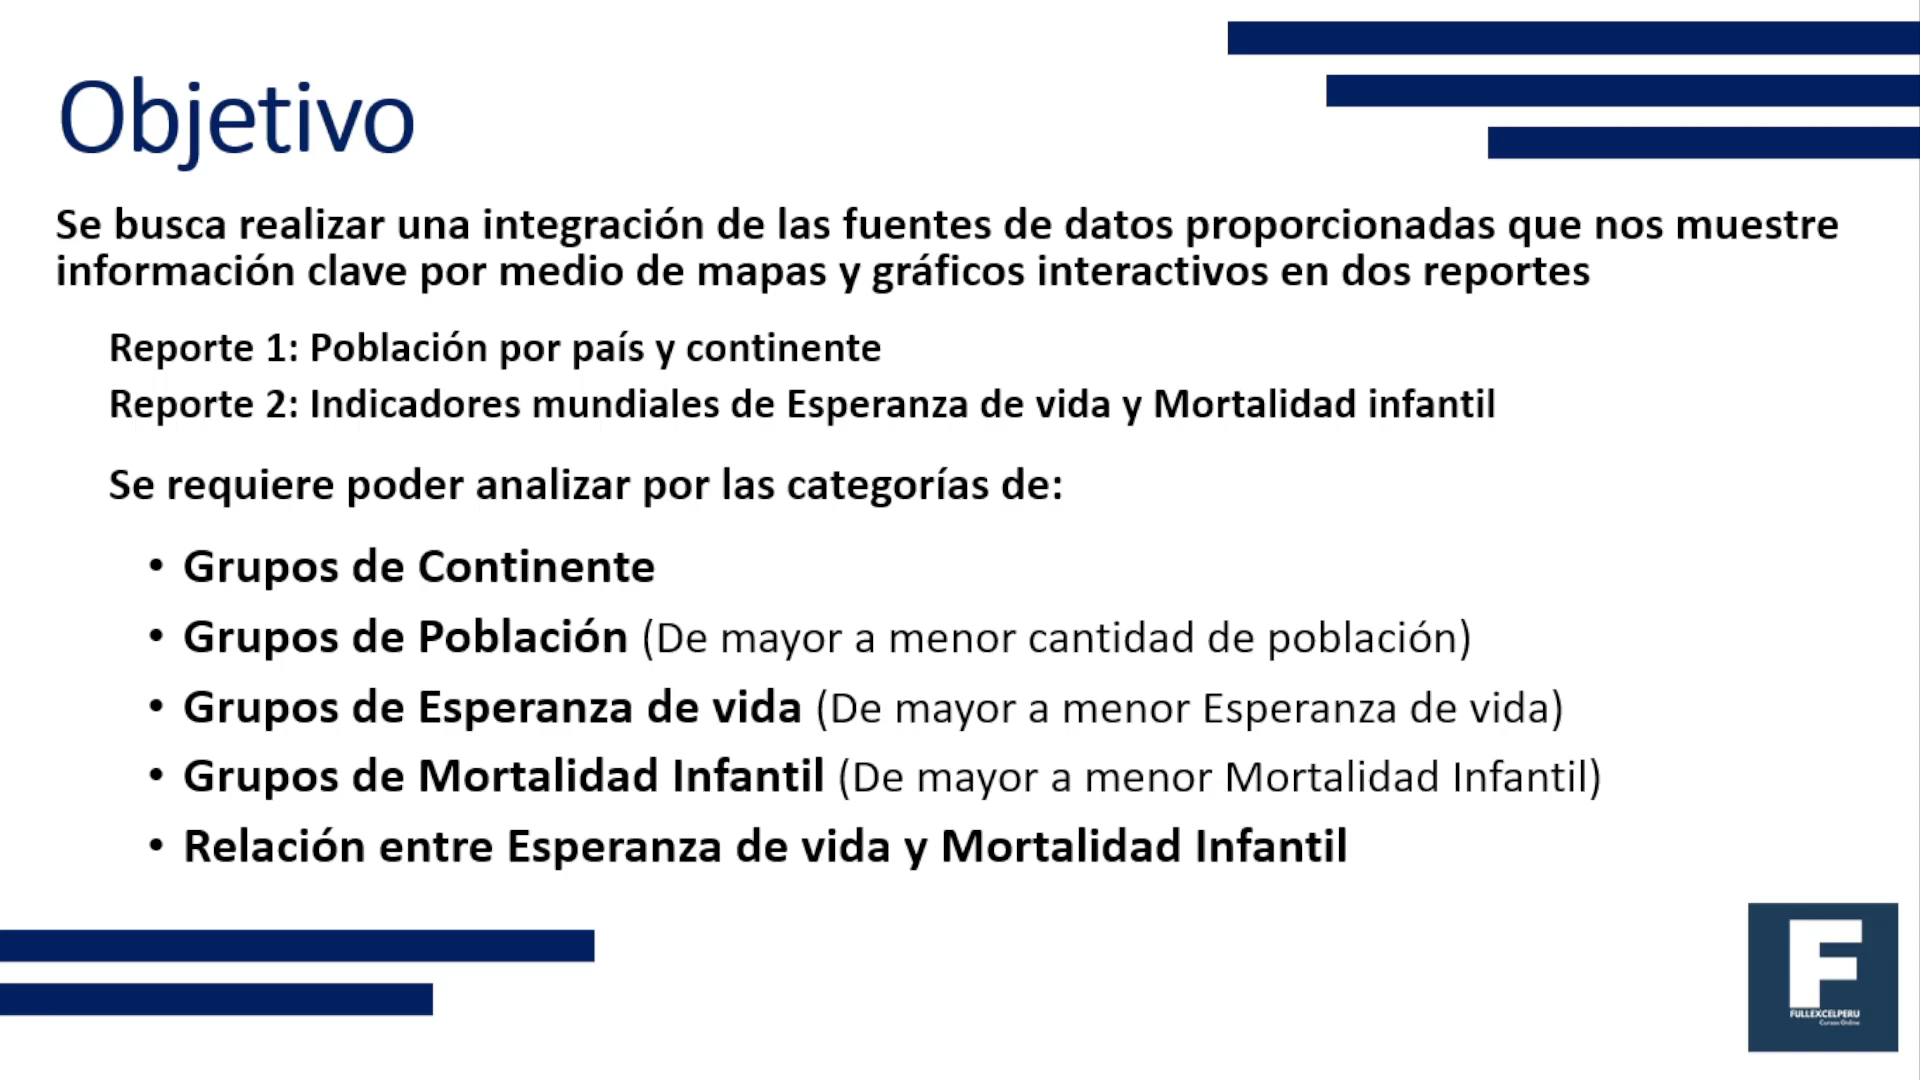 Objetivo
Se busca realizar una integración de las fuentes de datos proporcionadas que nos muestre
información clave por medio de mapas y gráficos interactivos en dos reportes
Reporte 1: Población por país y continente
Reporte 2: Indicadores mundiales de Esperanza de vida y Mortalidad infantil
Se requiere poder analizar por las categorías de:
• Grupos de Continente
• Grupos de Población (De mayor a menor cantidad de población)
• Grupos de Esperanza de vida (De mayor a menor Esperanza de vida)
• Grupos de Mortalidad Infantil (De mayor a menor Mortalidad Infantil)
• Relación entre Esperanza de vida y Mortalidad Infantil
F
FULLEXCELPERU
Cursos Online